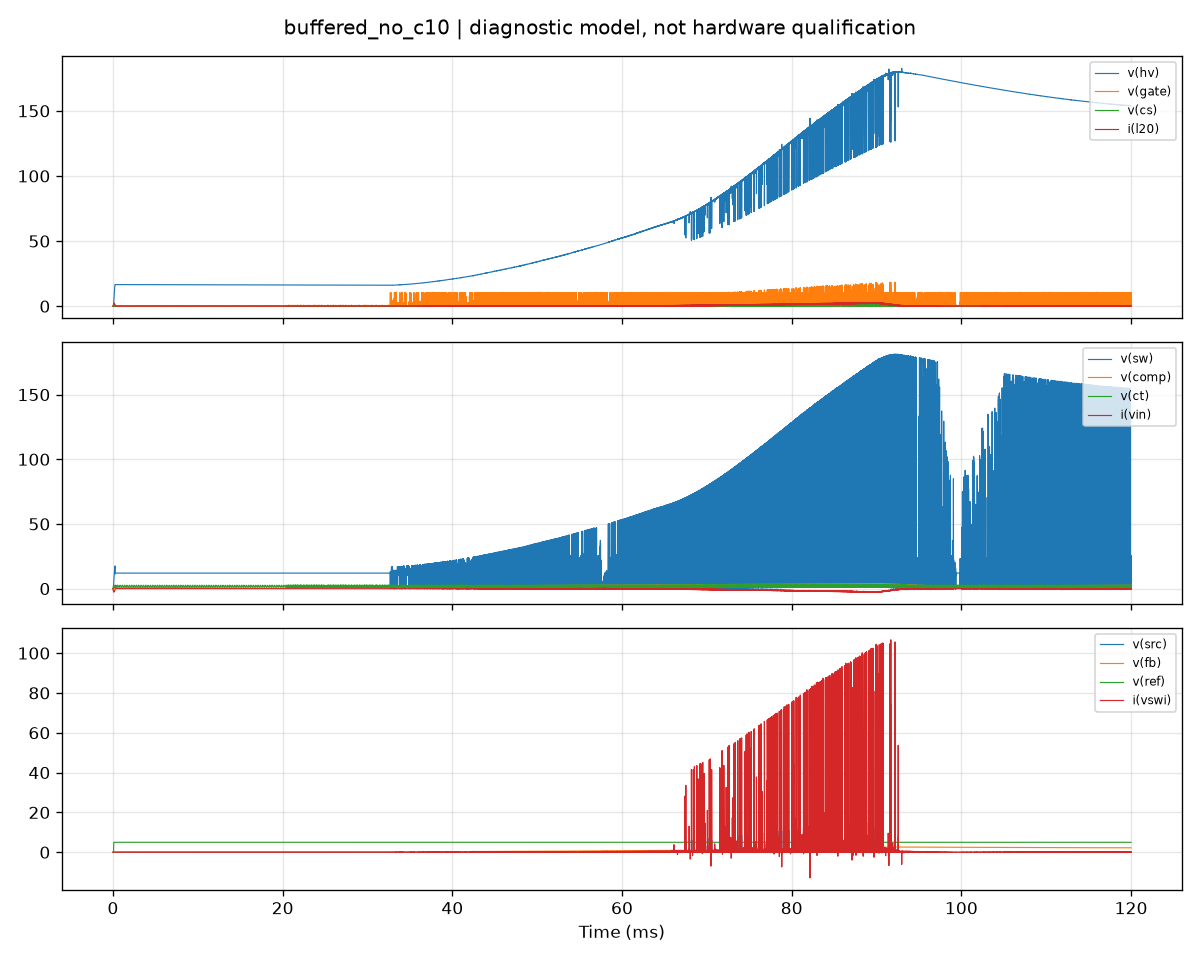 buffered_no_c10 | diagnostic model, not hardware qualification
150
100
50
0
v(hv)
v(gate)
v(cs)
i(l20)
150
100
50
0
v(sw)
v(comp)
v(ct)
i(vin)
100
80
60
40
20
0
v(src)
v(fb)
v(ref)
i(vswi)
0 20 40 60 80 100 120
Time (ms)